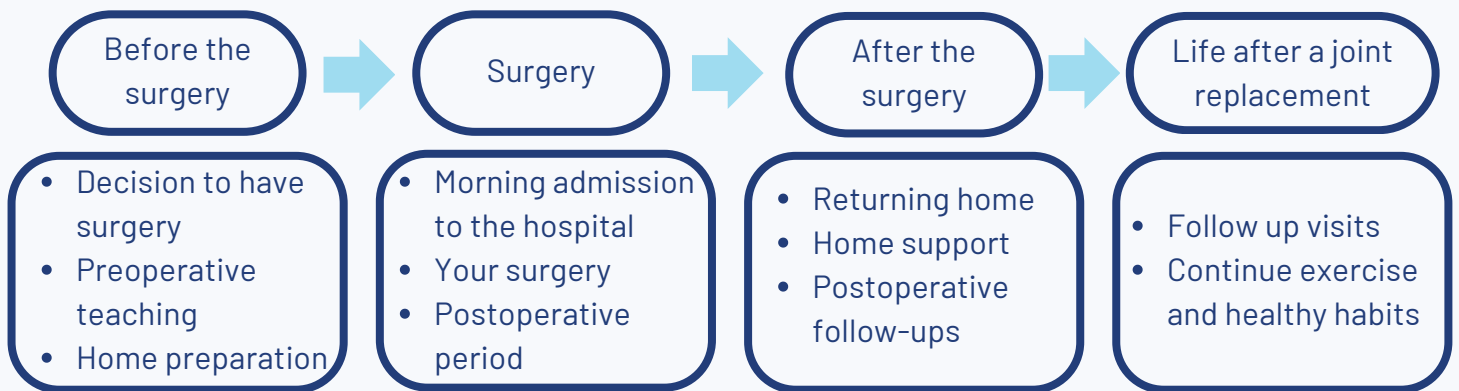 Before the
surgery
Surgery
After the
surgery
Life after a joint
replacement
• Decision to have
surgery
• Preoperative
teaching
• Home preparation
• Morning admission
to the hospital
• Your surgery
• Postoperative
period
• Returning home
• Home support
• Postoperative
follow-ups
• Follow up visits
• Continue exercise
and healthy habits